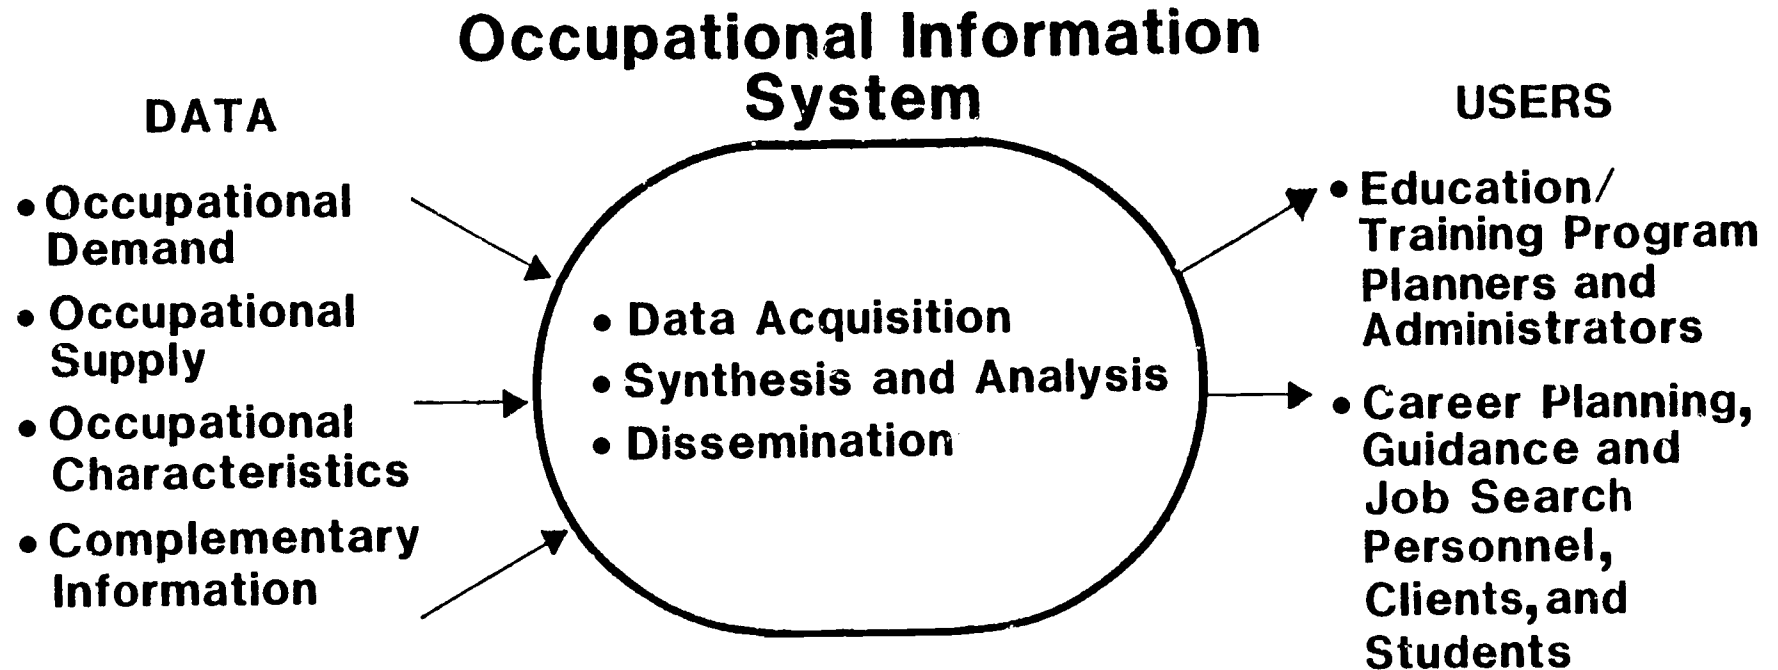 Occupational Information
System
DATA
• Occupational
Demand
• Occupational
Supply
• Occupational
Characteristics
• Complementary
Information
• Data Acquisition
• Synthesis and Analysis
• Dissemination
USERS
• Education/
Training Program
Planners and
Administrators
• Career Planning,
Guidance and
Job Search
Personnel,
Clients, and
Students